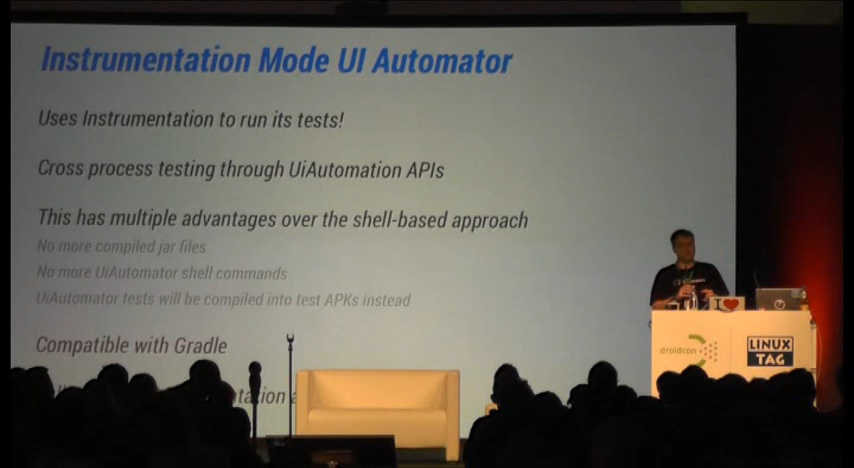 Instrumentation Mode UI Automator
Uses Instrumentation to run its tests!
Cross process testing through UiAutomation APIs
This has multiple advantages over the shell-based approach
No more compiled jar files
No more UiAutomator shell commands
UiAutomator tests will be compiled into test APKs instead
Compatible with Gradle
I
droidcon
LINUX
TAG